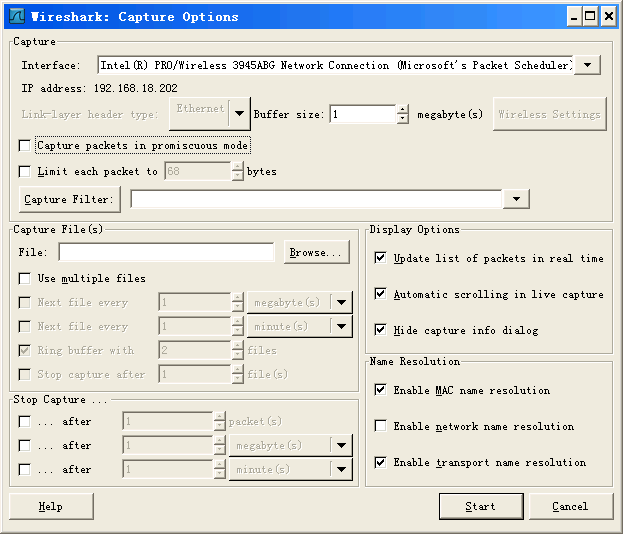 Wireshark: Capture Options
Capture
Interface: Intel(R) PRO/Wireless 3945ABG Network Connection (Microsoft's Packet Scheduler)
IP address: 192.168.18.202
Link-layer header type: Ethernet Buffer size: 1 megabyte(s) Wireless Settings
Capture packets in promiscuous mode
Limit each packet to 68 bytes
Capture Filter:
Capture File(s)
File: Browse...
Use multiple files
Next file every 1 megabyte(s)
Next file every 1 minute(s)
Ring buffer with 2 files
Stop capture after 1 file(s)
Stop Capture ...
... after 1 packet(s)
... after 1 megabyte(s)
... after 1 minute(s)
Display Options
Update list of packets in real time
Automatic scrolling in live capture
Hide capture info dialog
Name Resolution
Enable MAC name resolution
Enable network name resolution
Enable transport name resolution
Help Start Cancel